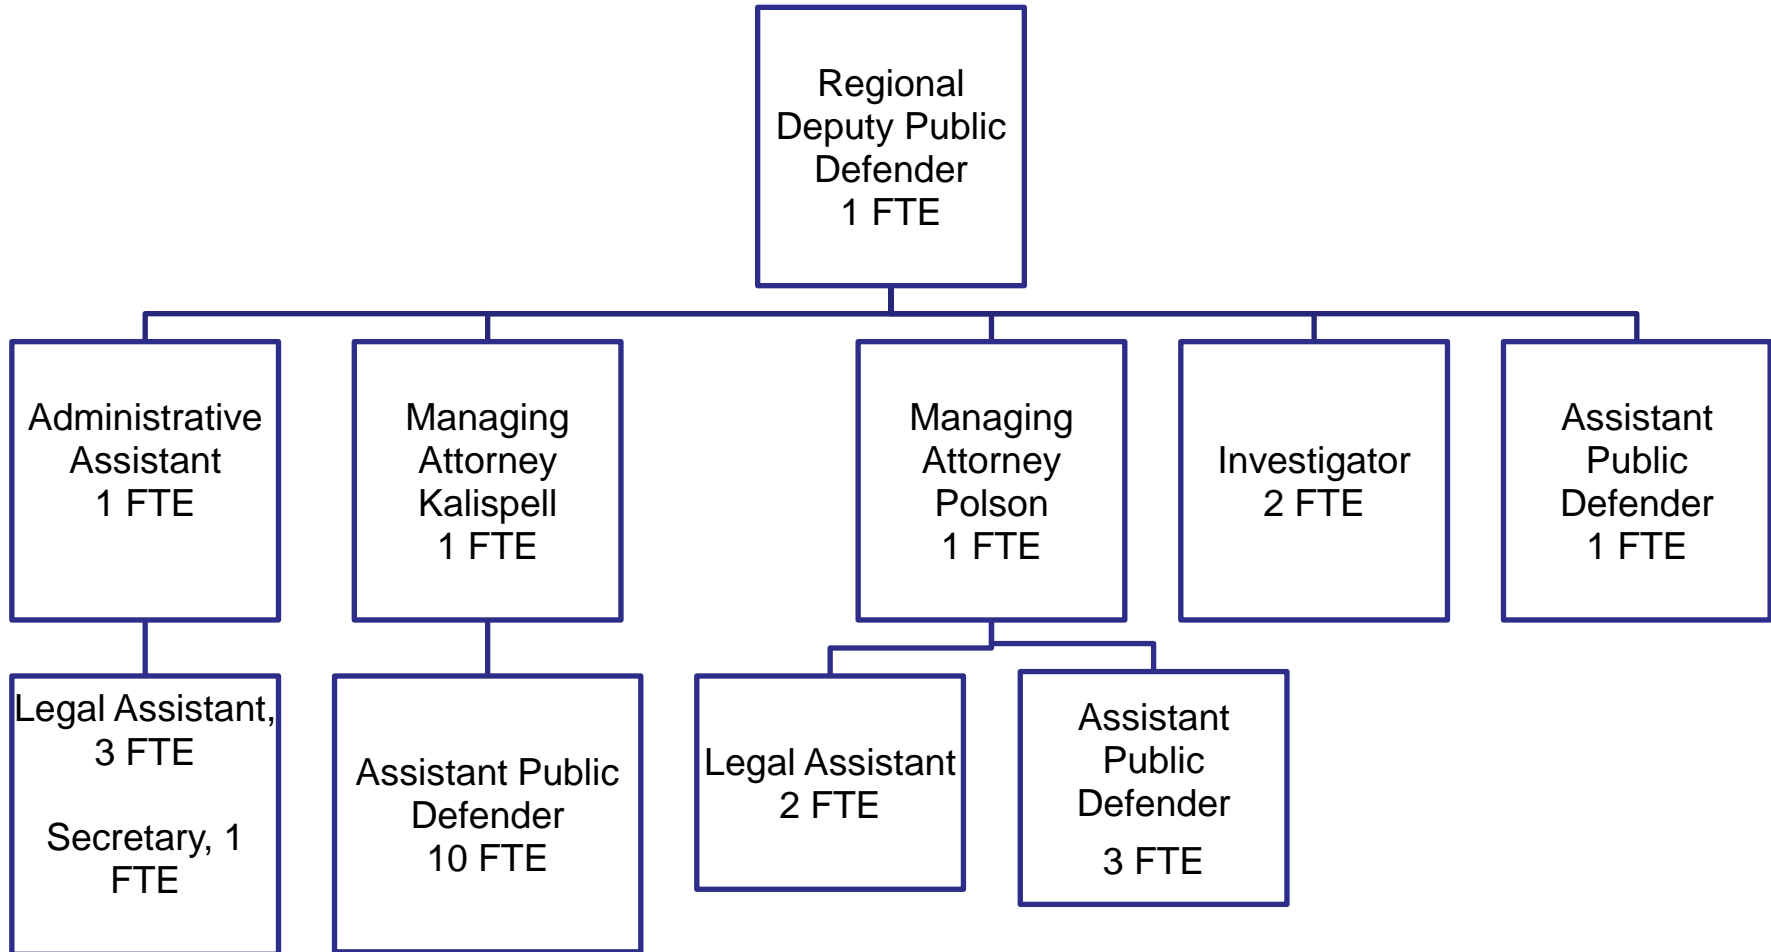 Regional
Deputy Public
Defender
1 FTE
Administrative
Assistant
1 FTE
Managing
Attorney
Kalispell
1 FTE
Managing
Attorney
Polson
1 FTE
Investigator
2 FTE
Assistant
Public
Defender
1 FTE
Legal Assistant,
3 FTE
Secretary, 1
FTE
Assistant Public
Defender
10 FTE
Legal Assistant
2 FTE
Assistant
Public
Defender
3 FTE